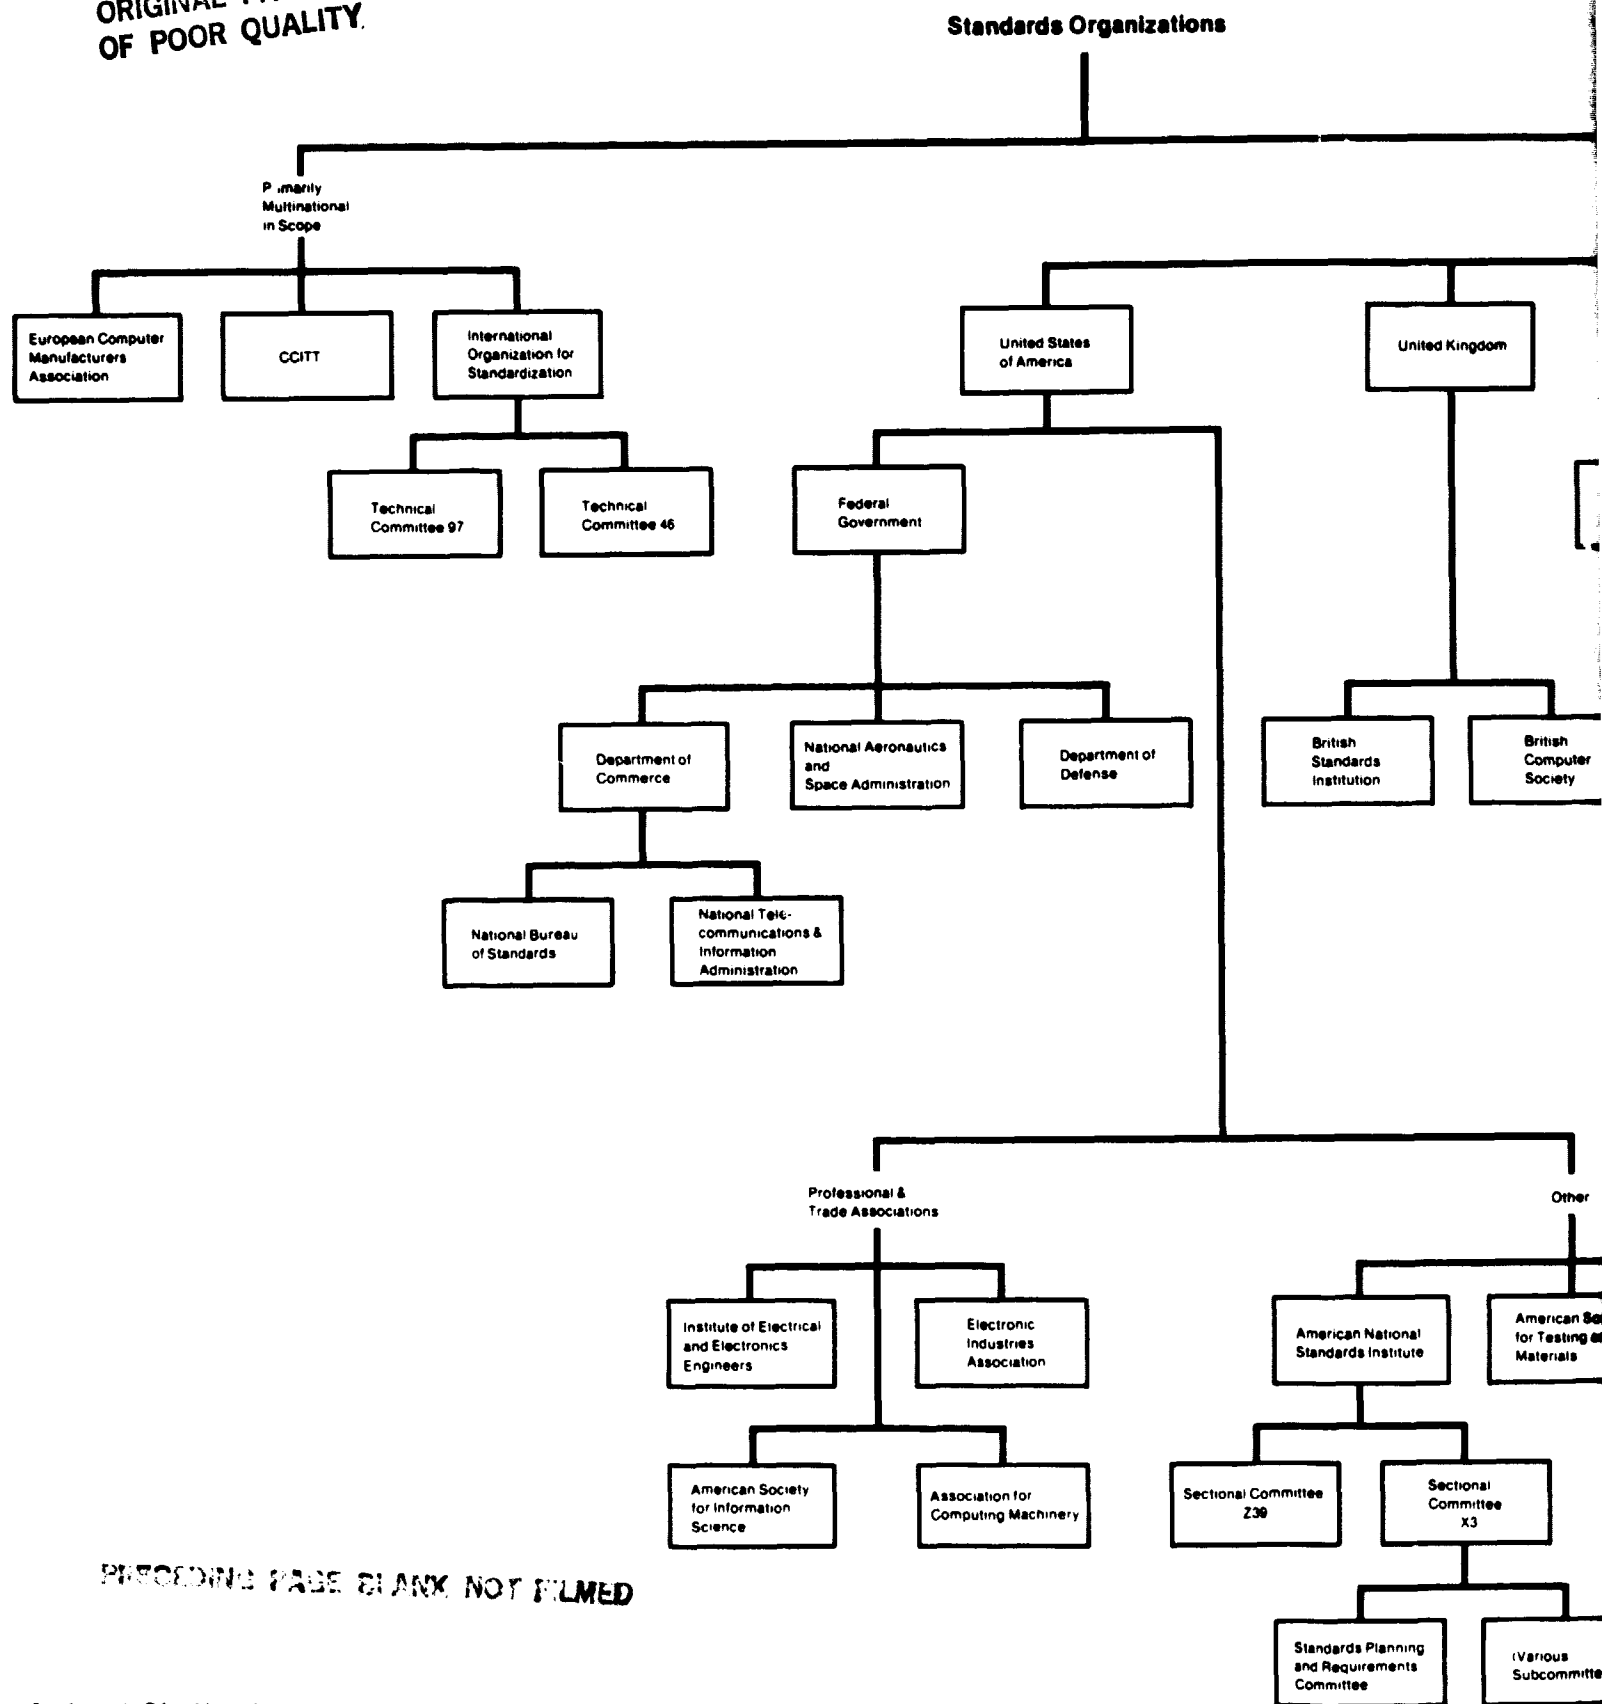 ORIGINAL
OF POOR QUALITY
Standards Organizations
Multinational
in Scope
European Computer
Manufacturers
Association
CCITT
International
Organization for
Standardization
United States
of America
United Kingdom
Technical
Committee 97
Technical
Committee 46
Federal
Government
Department of
Commerce
National Aeronautics
and
Space Administration
Department of
Defense
British
Standards
Institution
British
Computer
Society
National Bureau
of Standards
National Tele-
communications &
Information
Administration
Professional &
Trade Associations
Other
Institute of Electrical
and Electronics
Engineers
Electronic
Industries
Association
American National
Standards Institute
American
for Testing
Materials
American Society
for Information
Science
Association for
Computing Machinery
Sectional Committee
Z39
Sectional
Committee
X3
PRECEDING PAGE BLANK NOT FILMED
Standards Planning
and Requirements
Committee
(Various